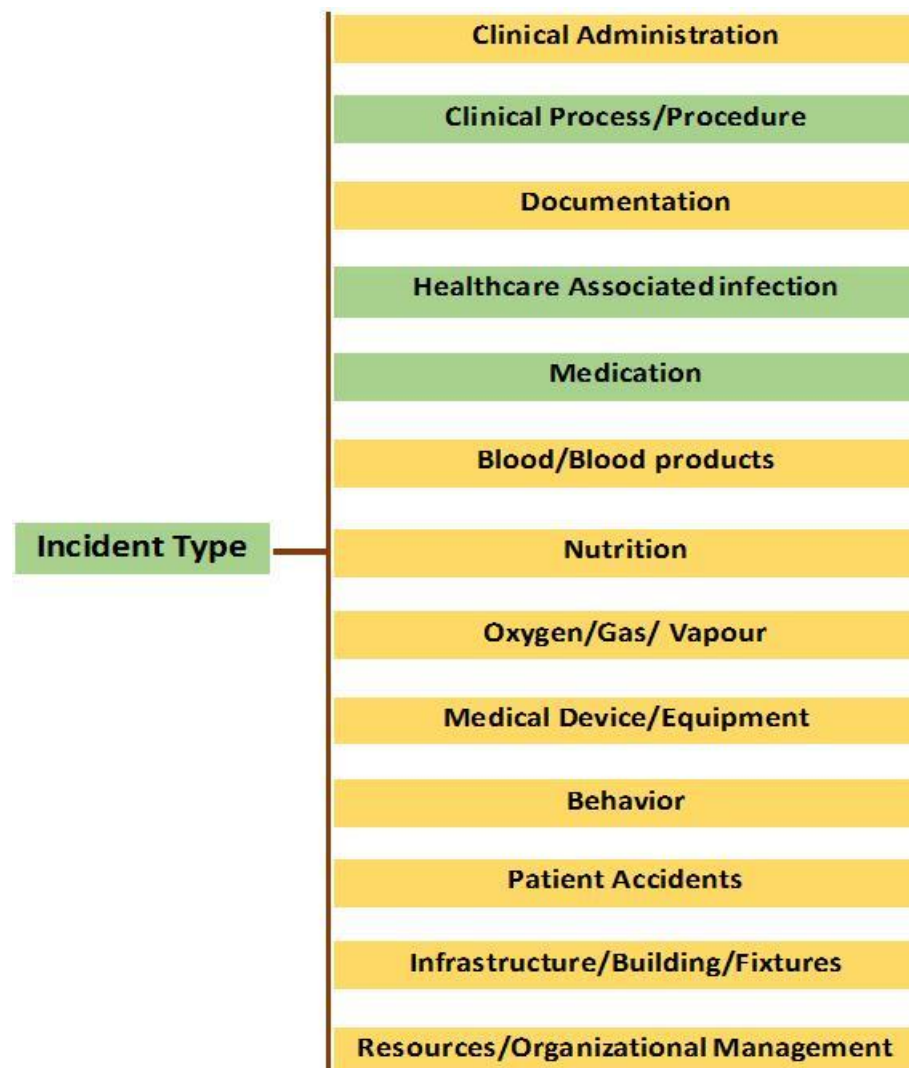 Clinical Administration
Clinical Process/Procedure
Documentation
Healthcare Associated infection
Medication
Blood/Blood products
Incident Type
Nutrition
Oxygen/Gas/ Vapour
Medical Device/Equipment
Behavior
Patient Accidents
Infrastructure/Building/Fixtures
Resources/Organizational Management